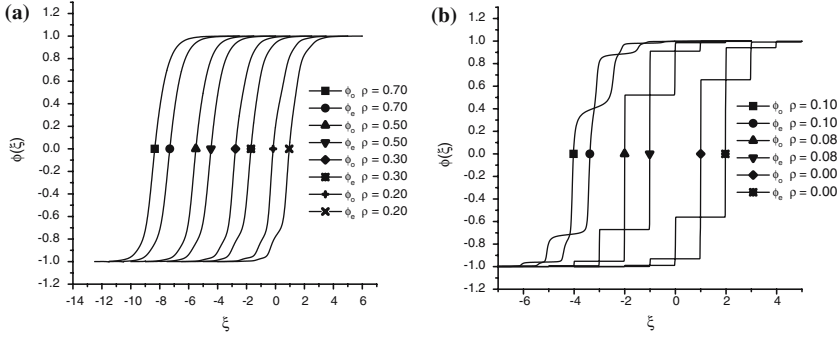 (a)
1.2
1.0
0.8
0.6
0.4
0.2
0.0
-0.2
-0.4
-0.6
-0.8
-1.0
-1.2
ϕ(ξ)
-14 -12 -10 -8 -6 -4 -2 0 2 4 6
ξ
ϕₒ ρ = 0.70
ϕₑ ρ = 0.70
ϕₒ ρ = 0.50
ϕₑ ρ = 0.50
ϕₒ ρ = 0.30
ϕₑ ρ = 0.30
ϕₒ ρ = 0.20
ϕₑ ρ = 0.20
(b)
1.2
1.0
0.8
0.6
0.4
0.2
0.0
-0.2
-0.4
-0.6
-0.8
-1.0
-1.2
ϕ(ξ)
-6 -4 -2 0 2 4
ξ
ϕₒ ρ = 0.10
ϕₑ ρ = 0.10
ϕₒ ρ = 0.08
ϕₑ ρ = 0.08
ϕₒ ρ = 0.00
ϕₑ ρ = 0.00